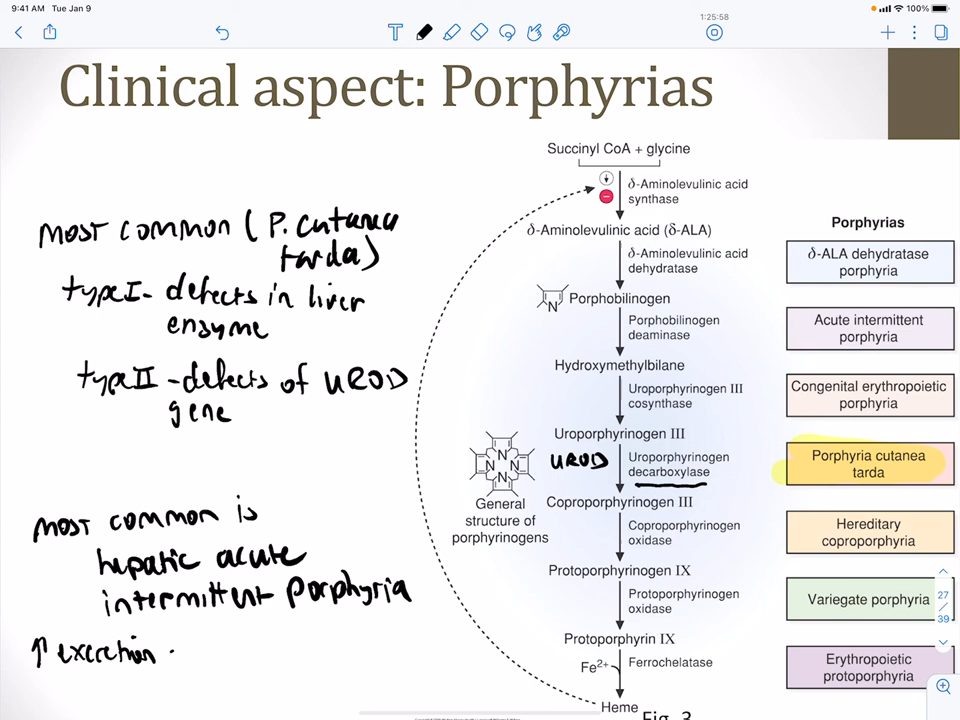 9:41 AM Tue Jan 9
100%
1:25:58
T
Clinical aspect: Porphyrias
most common ( P. cutanea
tarda)
type I - defects in liver
enzyme
type II - defects of UROD
gene
most common is
hepatic acute
intermittent porphyria
↑ excretion .
Succinyl CoA + glycine
δ-Aminolevulinic acid
synthase
δ-Aminolevulinic acid (δ-ALA)
δ-Aminolevulinic acid
dehydratase
N
Porphobilinogen
Porphobilinogen
deaminase
Hydroxymethylbilane
Uroporphyrinogen III
cosynthase
Uroporphyrinogen III
UROD
Uroporphyrinogen
decarboxylase
N
N N
N
General
structure of
porphyrinogens
Coproporphyrinogen III
Coproporphyrinogen
oxidase
Protoporphyrinogen IX
Protoporphyrinogen
oxidase
Protoporphyrin IX
Fe2+
Ferrochelatase
Heme
Fig. 3
Porphyrias
δ-ALA dehydratase
porphyria
Acute intermittent
porphyria
Congenital erythropoietic
porphyria
Porphyria cutanea
tarda
Hereditary
coproporphyria
Variegate porphyria
Erythropoietic
protoporphyria
27
/
39